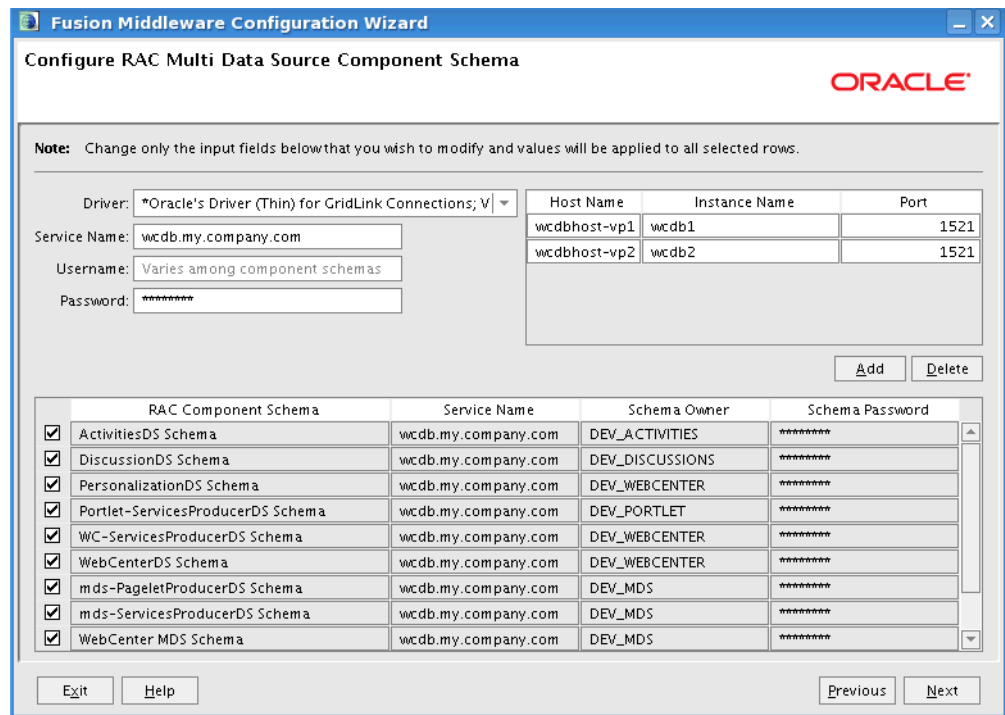 Fusion Middleware Configuration Wizard
Configure RAC Multi Data Source Component Schema
ORACLE
Note: Change only the input fields below that you wish to modify and values will be applied to all selected rows.
Driver: *Oracle's Driver (Thin) for GridLink Connections; V
Service Name: wcdb.my.company.com
Username: Varies among component schemas
Password: ********
Host Name Instance Name Port
wcdbhost-vp1 wcdb1 1521
wcdbhost-vp2 wcdb2 1521
Add Delete
RAC Component Schema Service Name Schema Owner Schema Password
ActivitiesDS Schema wcdb.my.company.com DEV_ACTIVITIES ********
DiscussionDS Schema wcdb.my.company.com DEV_DISCUSSIONS ********
PersonalizationDS Schema wcdb.my.company.com DEV_WEBCENTER ********
Portlet-ServicesProducerDS Schema wcdb.my.company.com DEV_PORTLET ********
WC-ServicesProducerDS Schema wcdb.my.company.com DEV_WEBCENTER ********
WebCenterDS Schema wcdb.my.company.com DEV_WEBCENTER ********
mds-PageletProducerDS Schema wcdb.my.company.com DEV_MDS ********
mds-ServicesProducerDS Schema wcdb.my.company.com DEV_MDS ********
WebCenter MDS Schema wcdb.my.company.com DEV_MDS ********
Exit Help Previous Next